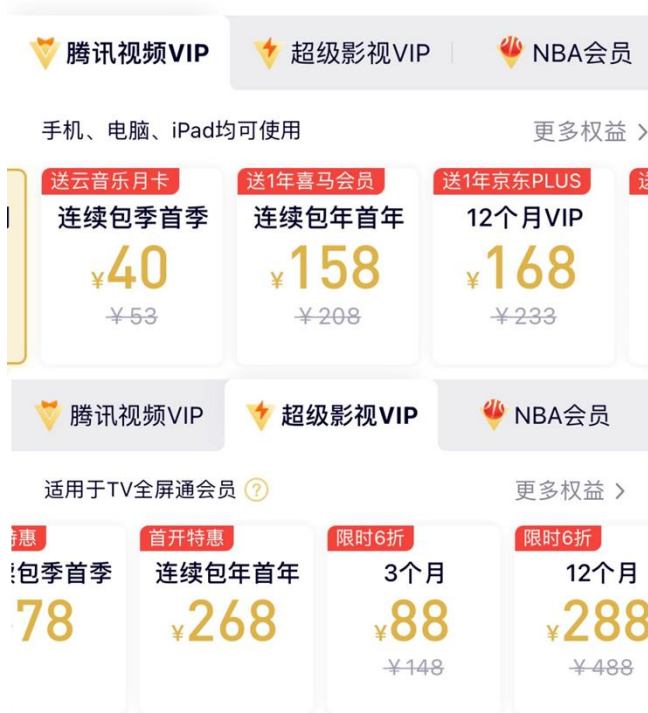 腾讯视频VIP 超级影视VIP NBA会员
手机、电脑、iPad均可使用 更多权益 >
送云音乐月卡 送1年喜马会员 送1年京东PLUS
连续包季首季 连续包年首年 12个月VIP
¥40 ¥158 ¥168
¥53 ¥208 ¥233
腾讯视频VIP 超级影视VIP NBA会员
适用于TV全屏通会员 ? 更多权益 >
惠 首开特惠 限时6折 限时6折
包季首季 连续包年首年 3个月 12个月
78 ¥268 ¥88 ¥288
¥148 ¥488